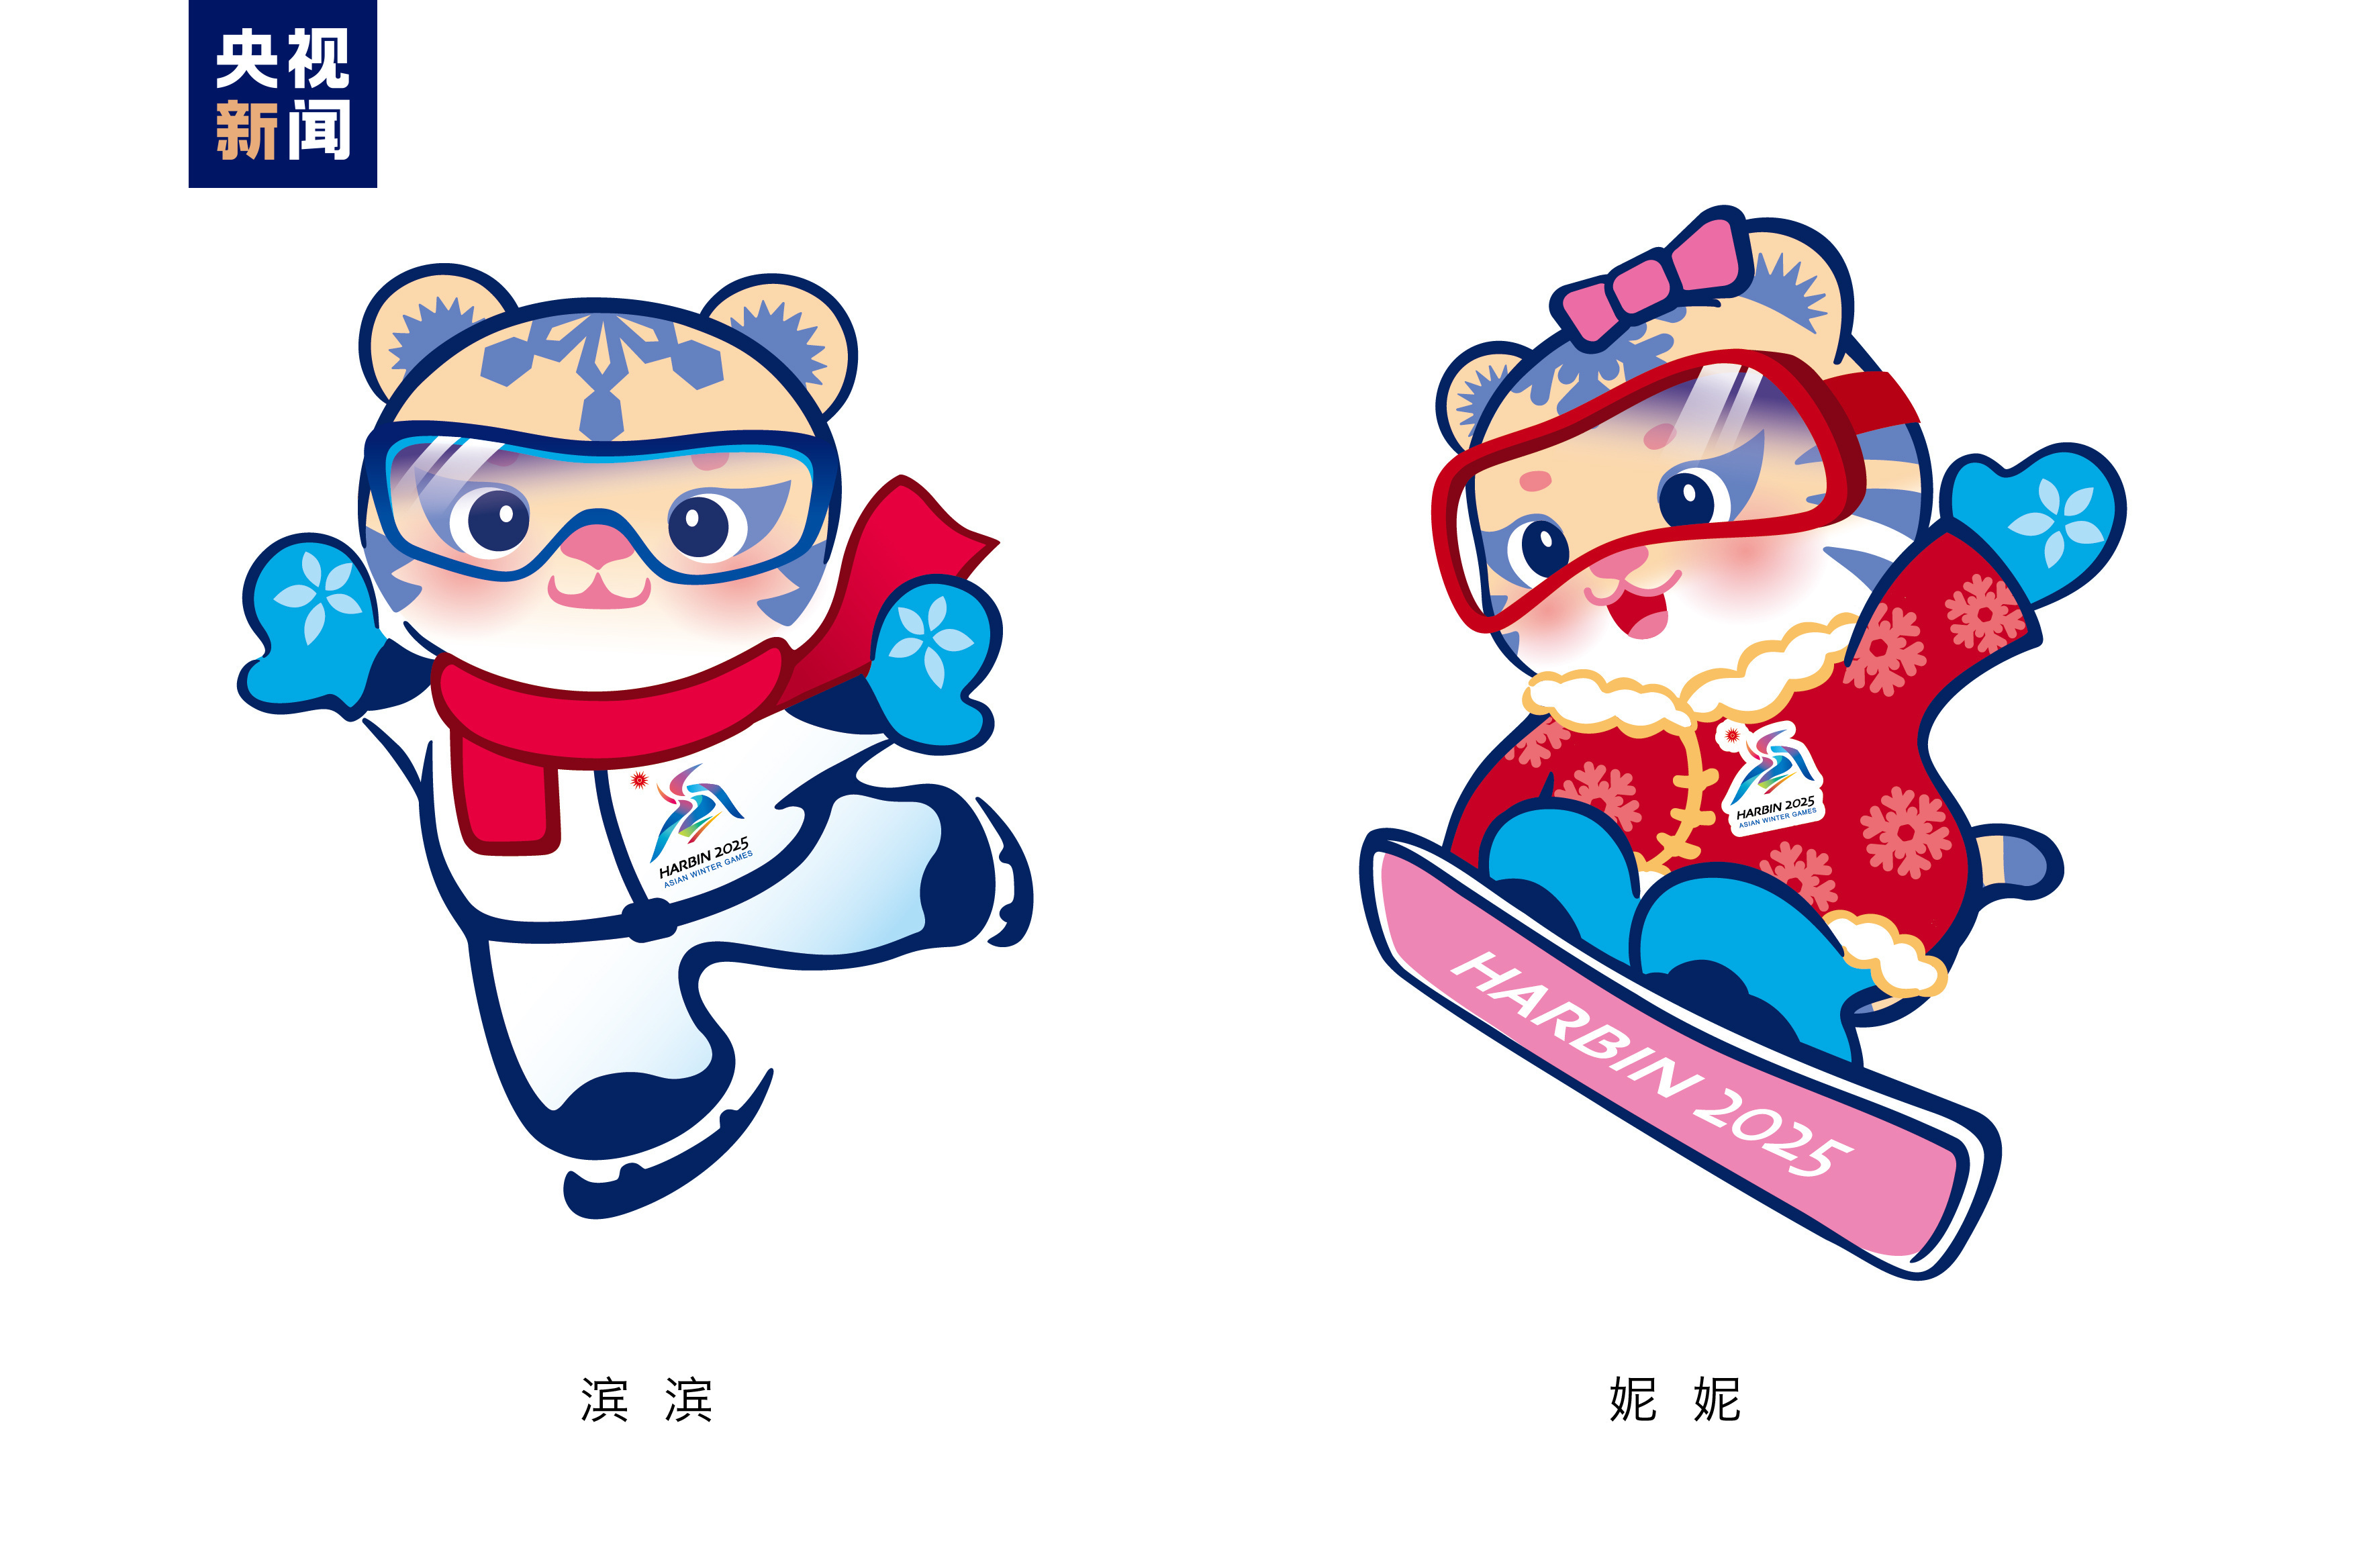 央视
新闻
HARBIN 2025
ASIAN WINTER GAMES
HARBIN 2025
ASIAN WINTER GAMES
HARBIN 2025
滨 滨
妮 妮